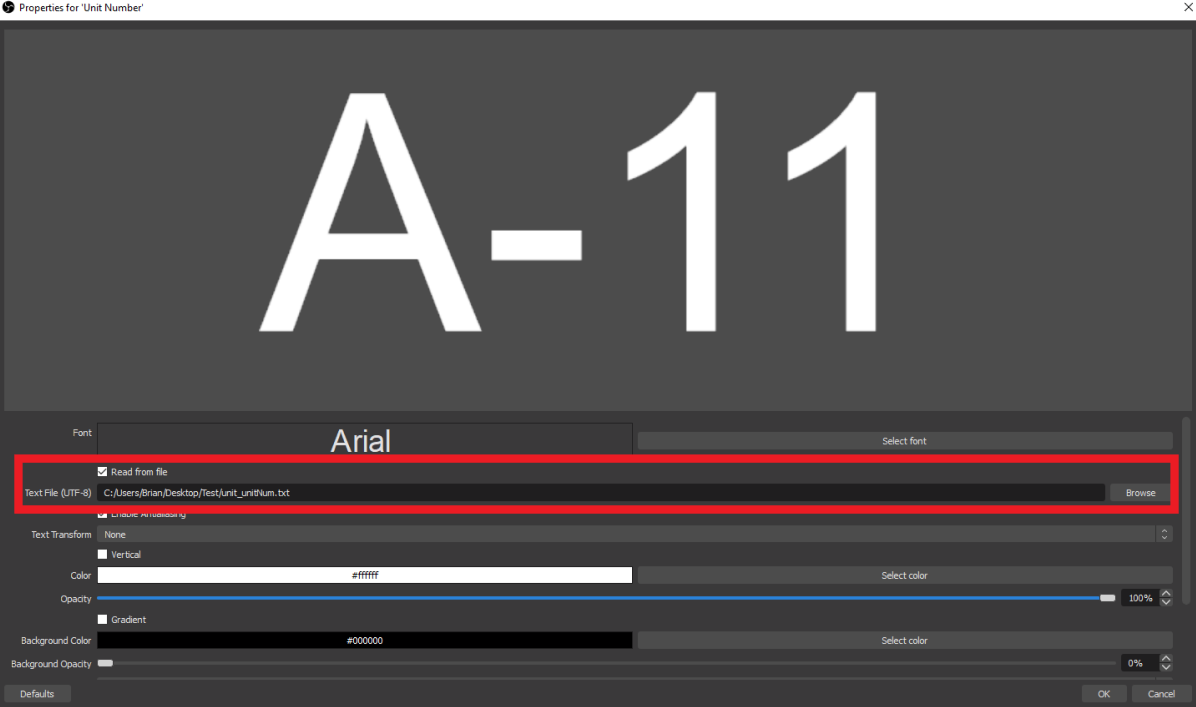 Properties for 'Unit Number'
A-11
Font
Arial
Select font
Read from file
Text File (UTF-8)
C:/Users/Brian/Desktop/Test/unit_unitNum.txt
Browse
Enable Antialiasing
Text Transform
None
Vertical
Color
#ffffff
Select color
Opacity
100%
Gradient
Background Color
#000000
Select color
Background Opacity
0%
Defaults
OK
Cancel